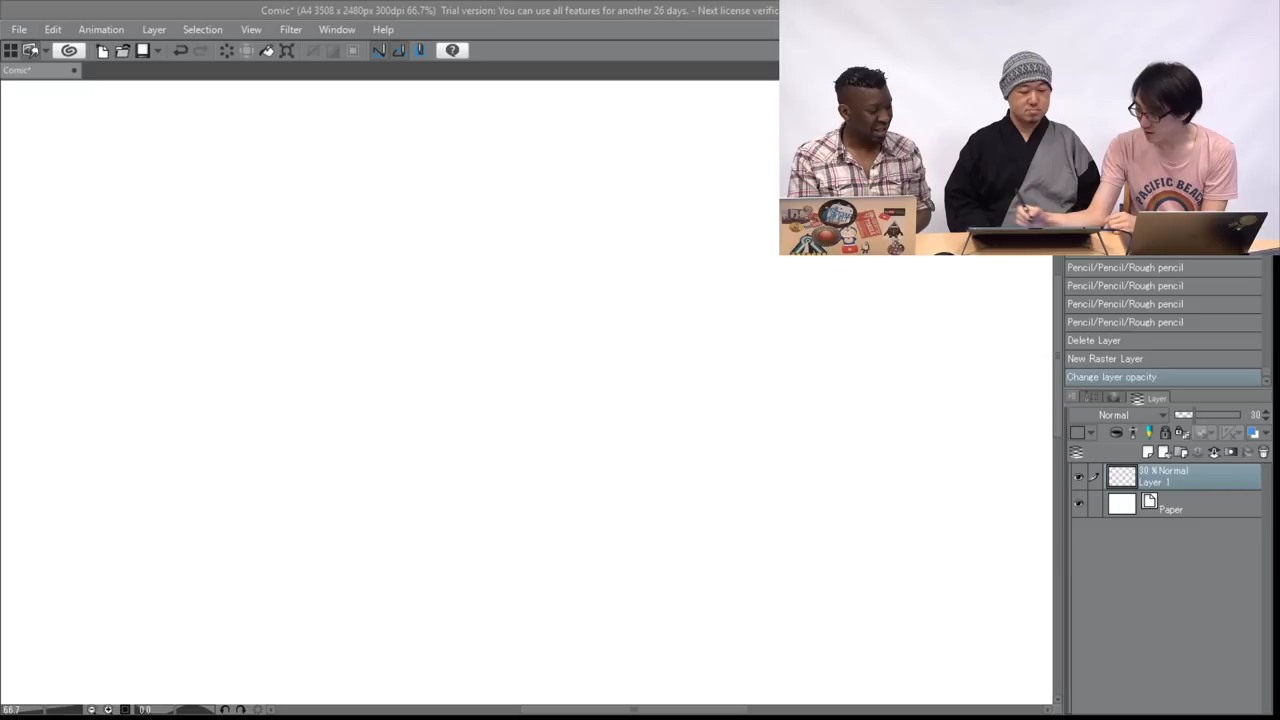 Comic* (A4 3508 x 2480px 300dpi 66.7%) Trial version: You can use all features for another 26 days. - Next license verific
File Edit Animation Layer Selection View Filter Window Help
Comic*
PACIFIC BEAC
Pencil/Pencil/Rough pencil
Pencil/Pencil/Rough pencil
Pencil/Pencil/Rough pencil
Pencil/Pencil/Rough pencil
Delete Layer
New Raster Layer
Change layer opacity
Layer
Normal 30
30 % Normal
Layer 1
Paper
66.7 0.0